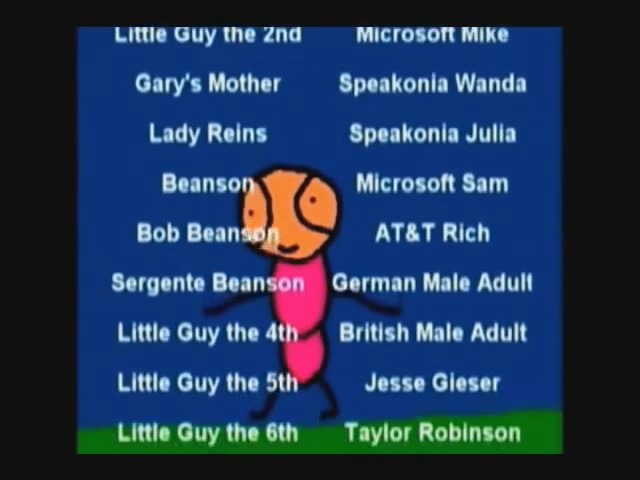 Little Guy the 2nd Microsoft Mike
Gary's Mother Speakonia Wanda
Lady Reins Speakonia Julia
Beanson Microsoft Sam
Bob Beanson AT&T Rich
Sergente Beanson German Male Adult
Little Guy the 4th British Male Adult
Little Guy the 5th Jesse Gieser
Little Guy the 6th Taylor Robinson